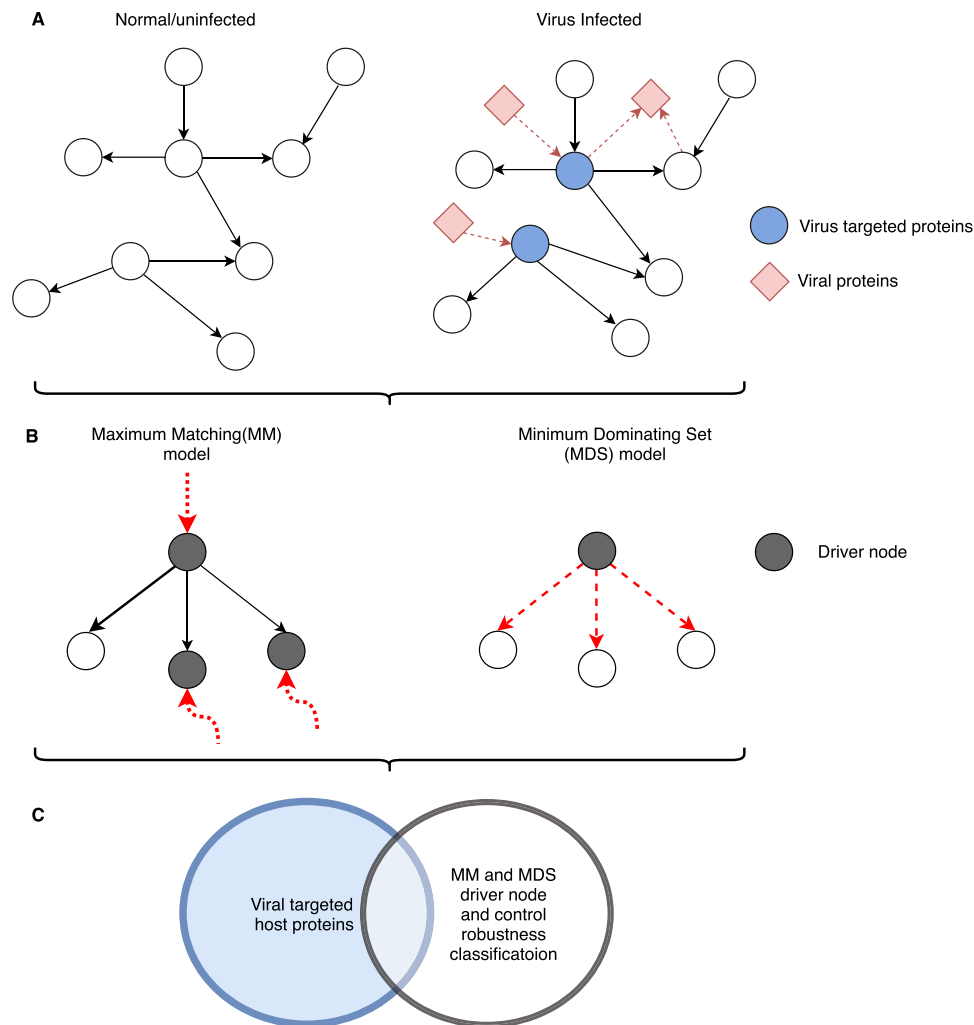 A
Normal/uninfected
Virus Infected
Virus targeted proteins
Viral proteins
B
Maximum Matching(MM)
model
Minimum Dominating Set
(MDS) model
Driver node
C
Viral targeted
host proteins
MM and MDS
driver node
and control
robustness
classificatoion